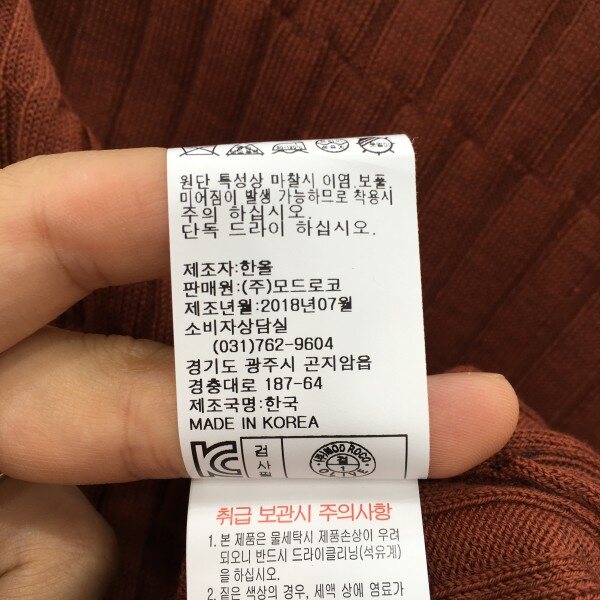 원단 특성상 마찰시 이염.보풀.
미어짐이 발생 가능하므로 착용시
주의 하십시오.
단독 드라이 하십시오.
제조자:한올
판매원:(주)모드로코
제조년월:2018년07월
소비자상담실
(031)762-9604
경기도 광주시 곤지암읍
경충대로 187-64
제조국명:한국
MADE IN KOREA
검
사
취급 보관시 주의사항
1. 본 제품은 물세탁시 제품손상이 우려
되오니 반드시 드라이클리닝(석유계)
을 하십시오.
2. 짙은 색상의 경우, 세액 상에 염료가